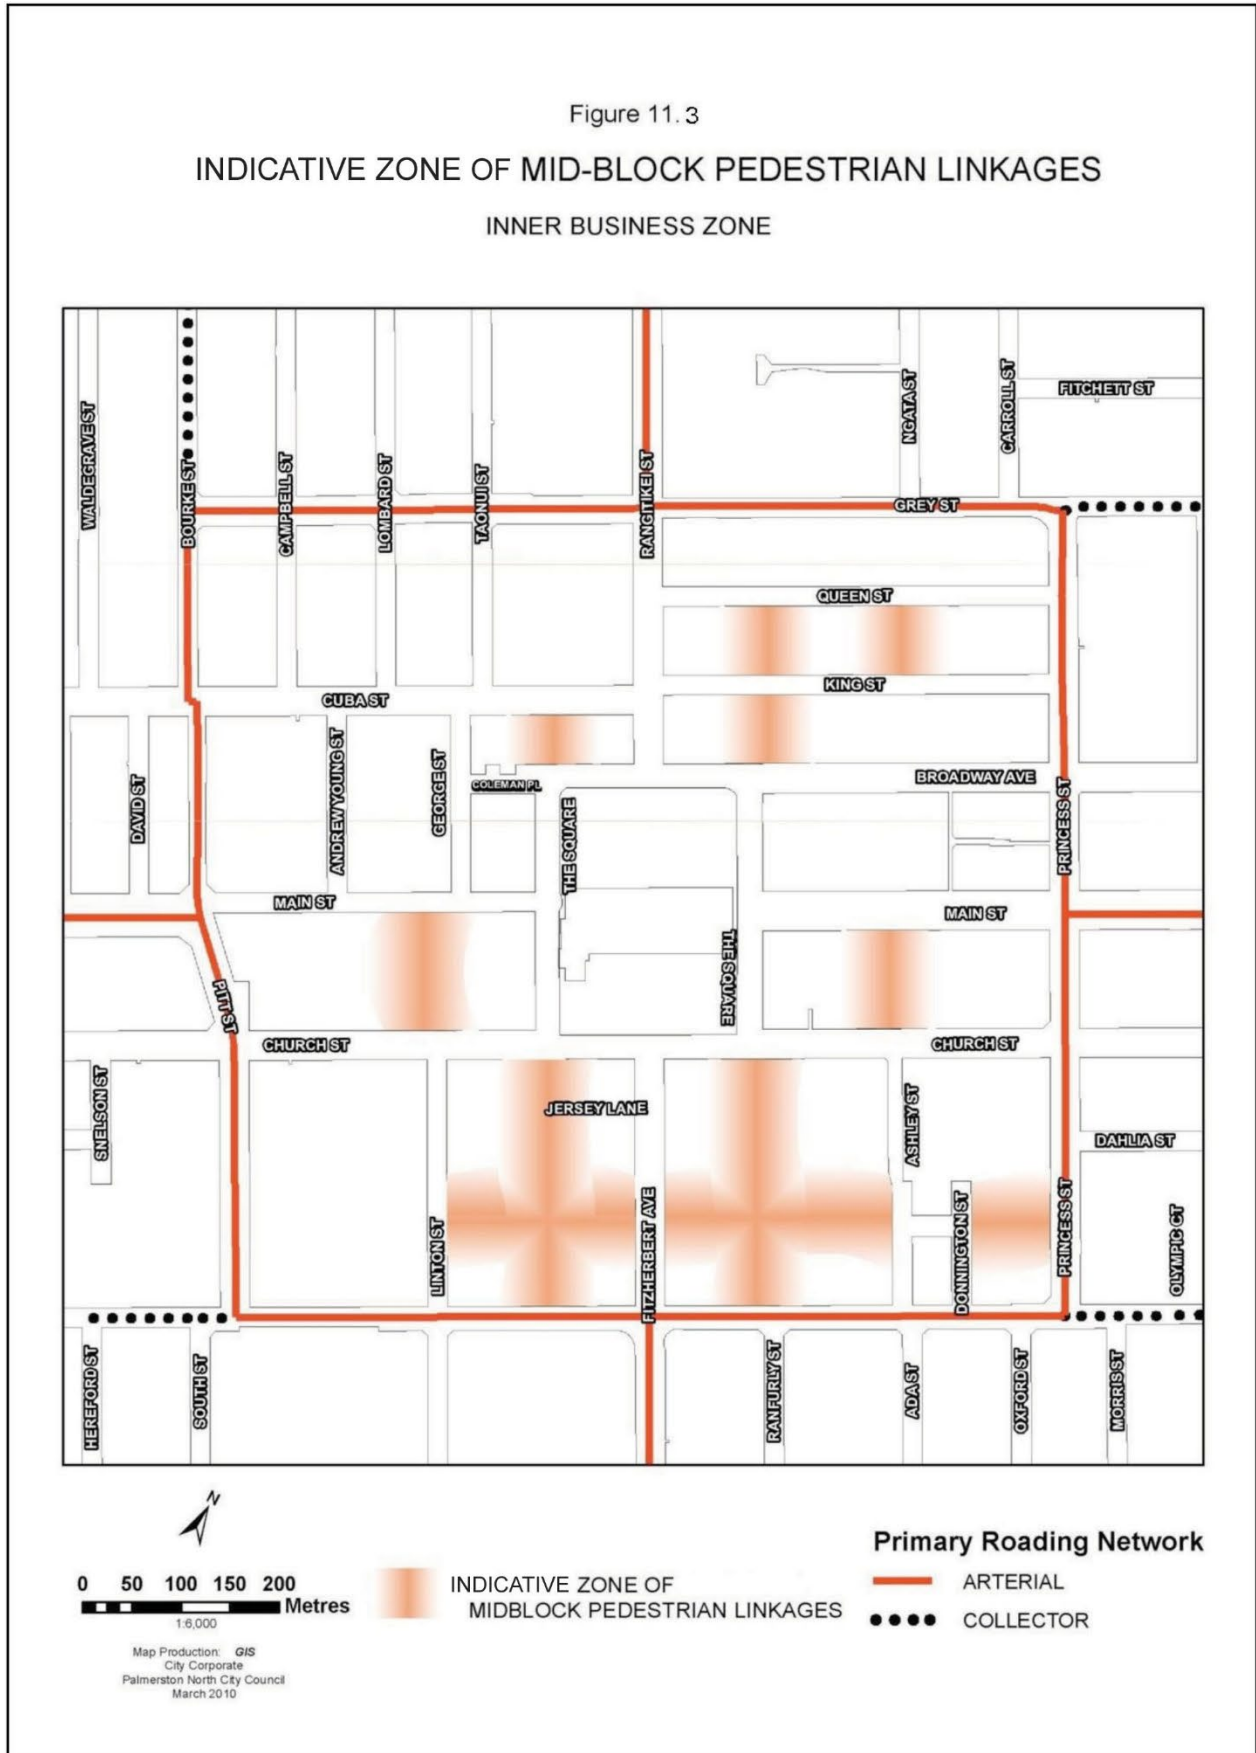 Figure 11.3
INDICATIVE ZONE OF MID-BLOCK PEDESTRIAN LINKAGES
INNER BUSINESS ZONE
WALDEGRAVE ST
BOURKE ST
CAMPBELL ST
LOMBARD ST
TAONUI ST
RANGITIKEI ST
NGATA ST
CARROLL ST
FITCHETT ST
GREY ST
QUEEN ST
KING ST
CUBA ST
DAVID ST
ANDREW YOUNG ST
GEORGE ST
COLEMAN PL
THE SQUARE
BROADWAY AVE
PRINCESS ST
MAIN ST
MAIN ST
THE SQUARE
PITT ST
CHURCH ST
CHURCH ST
SNELSON ST
JERSEY LANE
ASHLEY ST
DAHLIA ST
LINTON ST
FITZHERBERT AVE
DONNINGTON ST
PRINCESS ST
OLYMPIC CT
HEREFORD ST
SOUTH ST
RANFURLY ST
ADA ST
OXFORD ST
MORRIS ST
N
0 50 100 150 200
Metres
1:6,000
Map Production: GIS
City Corporate
Palmerston North City Council
March 2010
INDICATIVE ZONE OF
MIDBLOCK PEDESTRIAN LINKAGES
Primary Roading Network
ARTERIAL
COLLECTOR